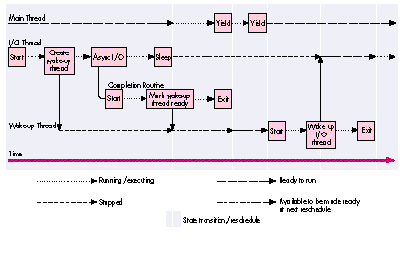 Main Thread
Yield
Yield
I/O Thread
Start
Create
wakeup
thread
Async I/O
Sleep
Completion Routine
Start
Mark wakeup
thread ready
Exit
Wakeup Thread
Start
Wake up
I/O
thread
Exit
Time
Running/executing
Ready to run
Stopped
Available to be made ready
at next reschedule
State transition/reschedule